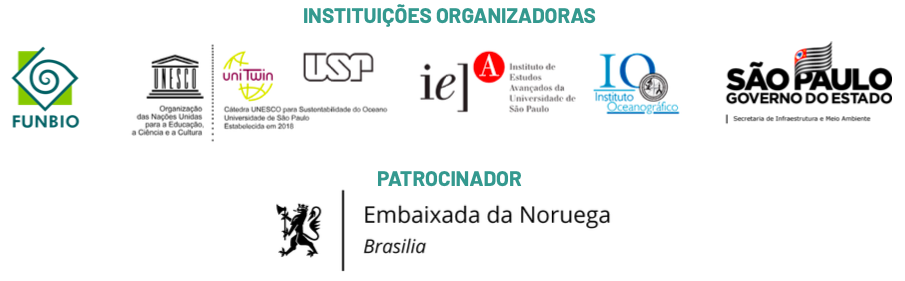 INSTITUIÇÕES ORGANIZADORAS
FUNBIO
UNESCO
Organização
das Nações Unidas
para a Educação,
a Ciência e a Cultura
uniTwin
USP
Cátedra UNESCO para Sustentabilidade do Oceano
Universidade de São Paulo
Estabelecida em 2018
iea
Instituto de
Estudos
Avançados da
Universidade de
São Paulo
IO
Instituto
Oceanográfico
SÃO PAULO
GOVERNO DO ESTADO
Secretaria de Infraestrutura e Meio Ambiente
PATROCINADOR
Embaixada da Noruega
Brasilia